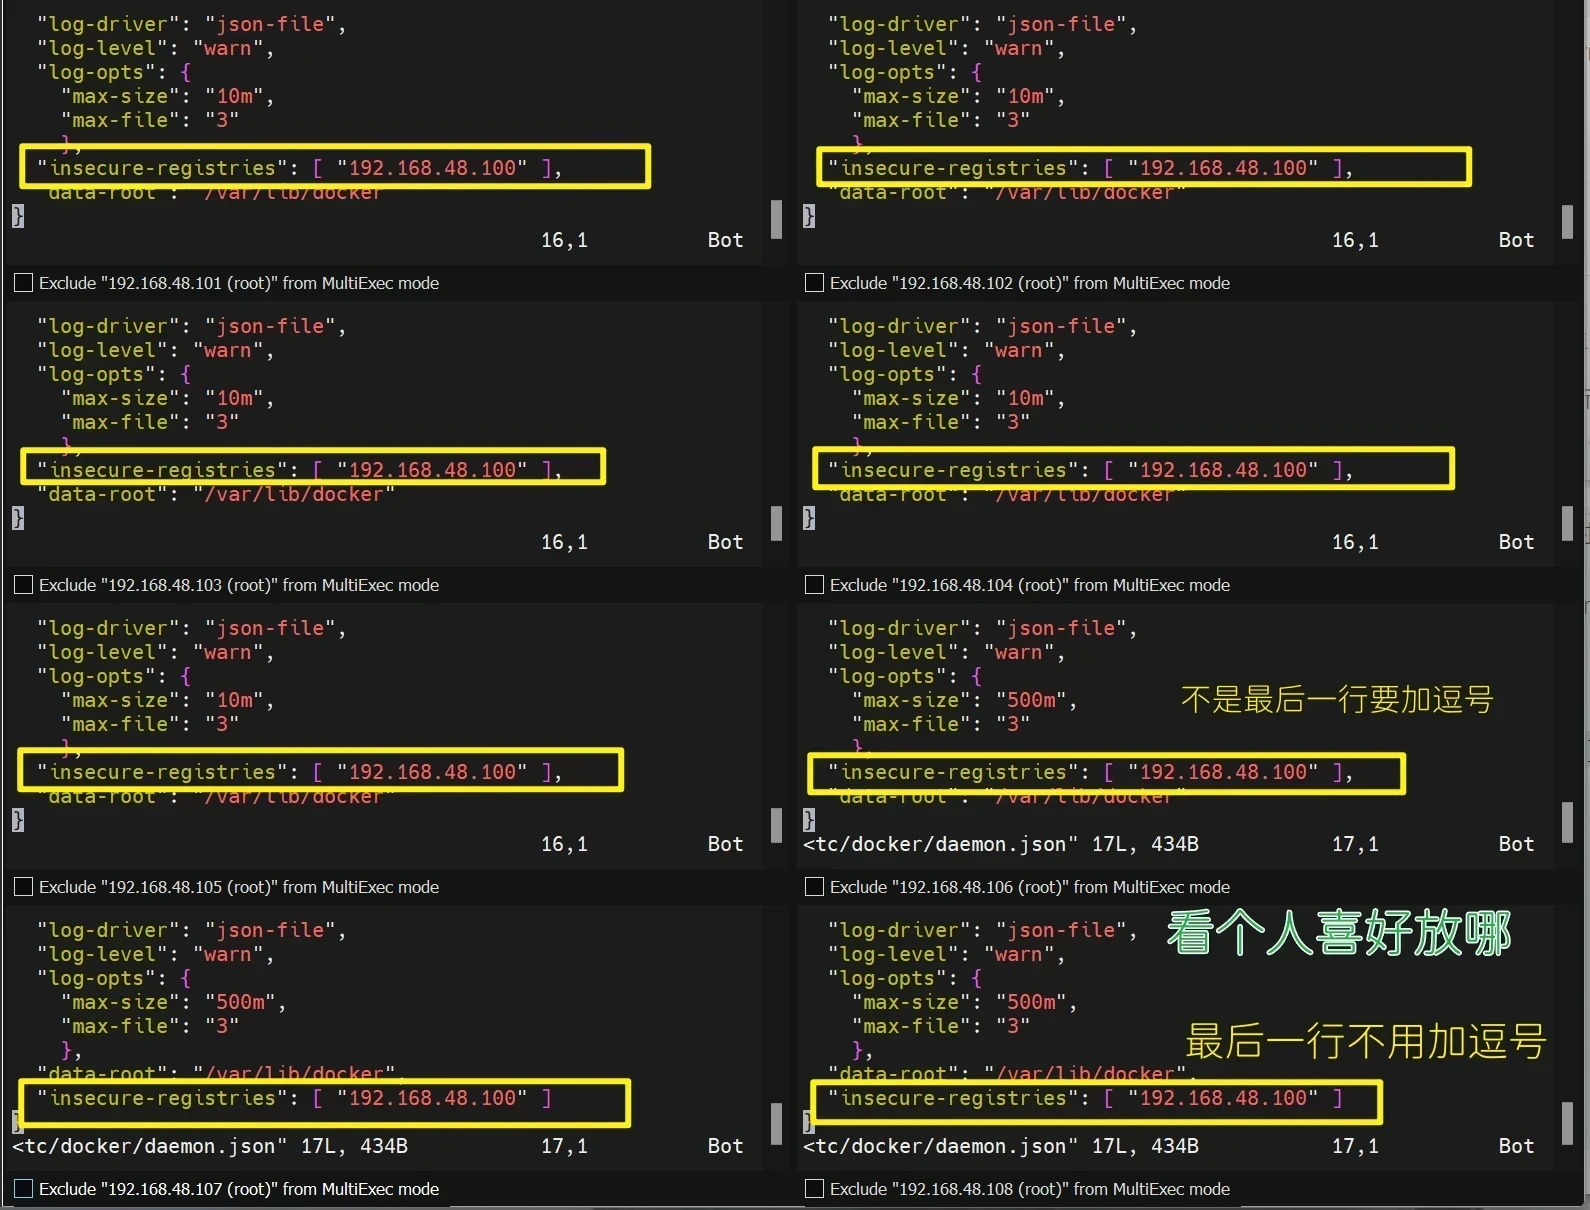 "log-driver": "json-file",
"log-level": "warn",
"log-opts": {
"max-size": "10m",
"max-file": "3"
},
"insecure-registries": [ "192.168.48.100" ],
"data-root": "/var/lib/docker"
}
16,1 Bot
Exclude "192.168.48.101 (root)" from MultiExec mode
"log-driver": "json-file",
"log-level": "warn",
"log-opts": {
"max-size": "10m",
"max-file": "3"
},
"insecure-registries": [ "192.168.48.100" ],
"data-root": "/var/lib/docker"
}
16,1 Bot
Exclude "192.168.48.102 (root)" from MultiExec mode
"log-driver": "json-file",
"log-level": "warn",
"log-opts": {
"max-size": "10m",
"max-file": "3"
},
"insecure-registries": [ "192.168.48.100" ],
"data-root": "/var/lib/docker"
}
16,1 Bot
Exclude "192.168.48.103 (root)" from MultiExec mode
"log-driver": "json-file",
"log-level": "warn",
"log-opts": {
"max-size": "10m",
"max-file": "3"
},
"insecure-registries": [ "192.168.48.100" ],
"data-root": "/var/lib/docker"
}
16,1 Bot
Exclude "192.168.48.104 (root)" from MultiExec mode
"log-driver": "json-file",
"log-level": "warn",
"log-opts": {
"max-size": "10m",
"max-file": "3"
},
"insecure-registries": [ "192.168.48.100" ],
"data-root": "/var/lib/docker"
}
16,1 Bot
Exclude "192.168.48.105 (root)" from MultiExec mode
"log-driver": "json-file",
"log-level": "warn",
"log-opts": {
"max-size": "500m",
不是最后一行要加逗号
"max-file": "3"
},
"insecure-registries": [ "192.168.48.100" ],
"data-root": "/var/lib/docker"
}
<tc/docker/daemon.json" 17L, 434B 17,1 Bot
Exclude "192.168.48.106 (root)" from MultiExec mode
"log-driver": "json-file",
"log-level": "warn",
"log-opts": {
"max-size": "500m",
"max-file": "3"
},
"data-root": "/var/lib/docker",
"insecure-registries": [ "192.168.48.100" ]
}
<tc/docker/daemon.json" 17L, 434B 17,1 Bot
Exclude "192.168.48.107 (root)" from MultiExec mode
"log-driver": "json-file",
看个人喜好放哪
"log-level": "warn",
"log-opts": {
"max-size": "500m",
"max-file": "3"
最后一行不用加逗号
},
"data-root": "/var/lib/docker",
"insecure-registries": [ "192.168.48.100" ]
}
<tc/docker/daemon.json" 17L, 434B 17,1 Bot
Exclude "192.168.48.108 (root)" from MultiExec mode